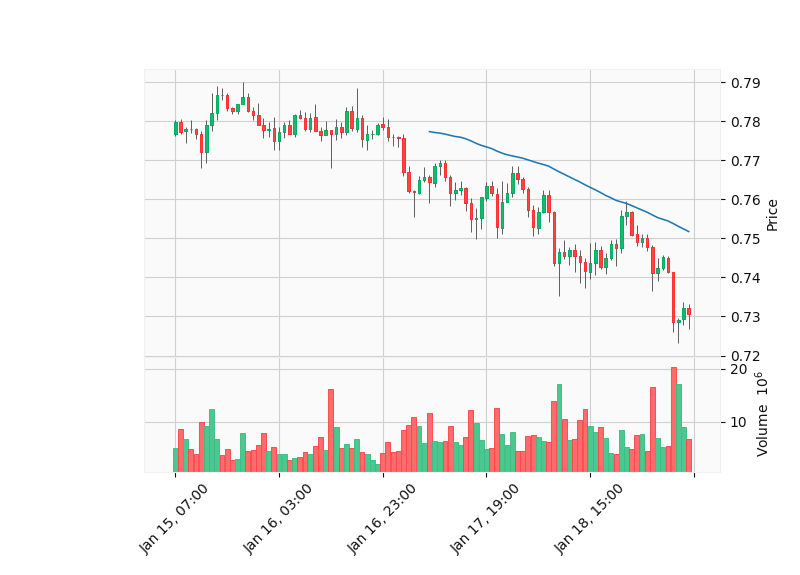 0.79
0.78
0.77
0.76
0.75
0.74
0.73
0.72
Price
20
10
Volume 10^6
Jan 15, 07:00
Jan 16, 03:00
Jan 16, 23:00
Jan 17, 19:00
Jan 18, 15:00